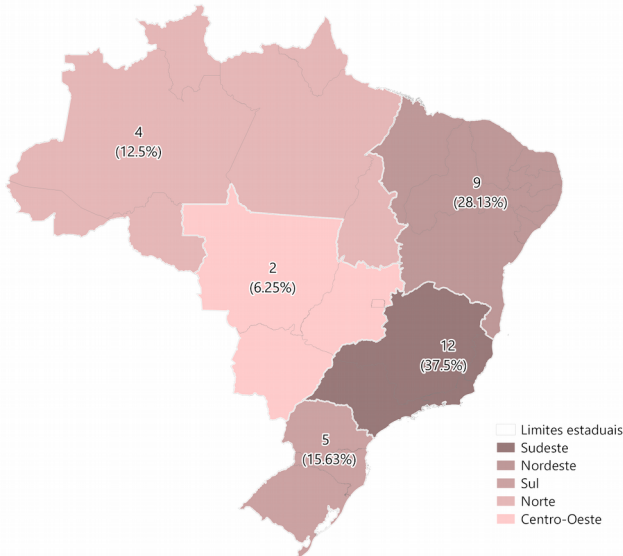 4
(12.5%)
9
(28.13%)
2
(6.25%)
12
(37.5%)
5
(15.63%)
Limites estaduais
Sudeste
Nordeste
Sul
Norte
Centro-Oeste